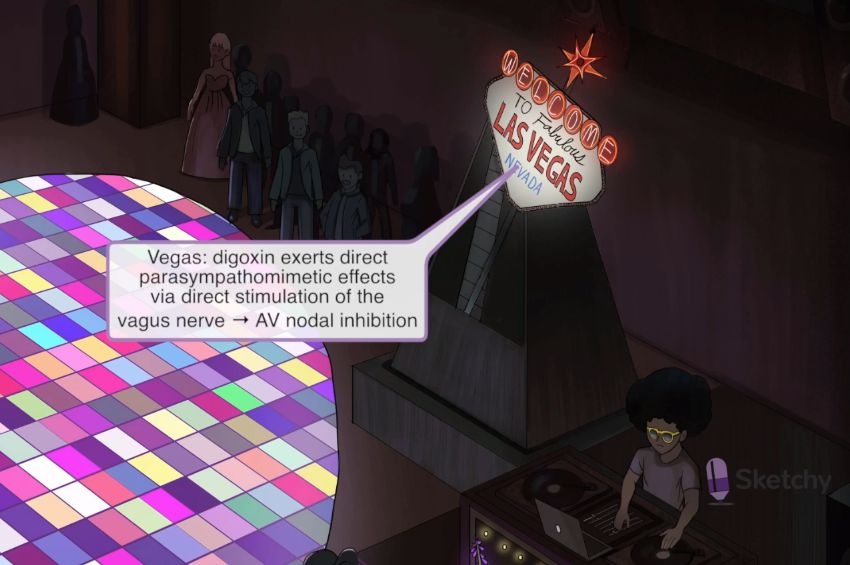 WELCOME
TO Fabulous
LAS VEGAS
NEVADA
Vegas: digoxin exerts direct
parasympathomimetic effects
via direct stimulation of the
vagus nerve → AV nodal inhibition
Sketchy